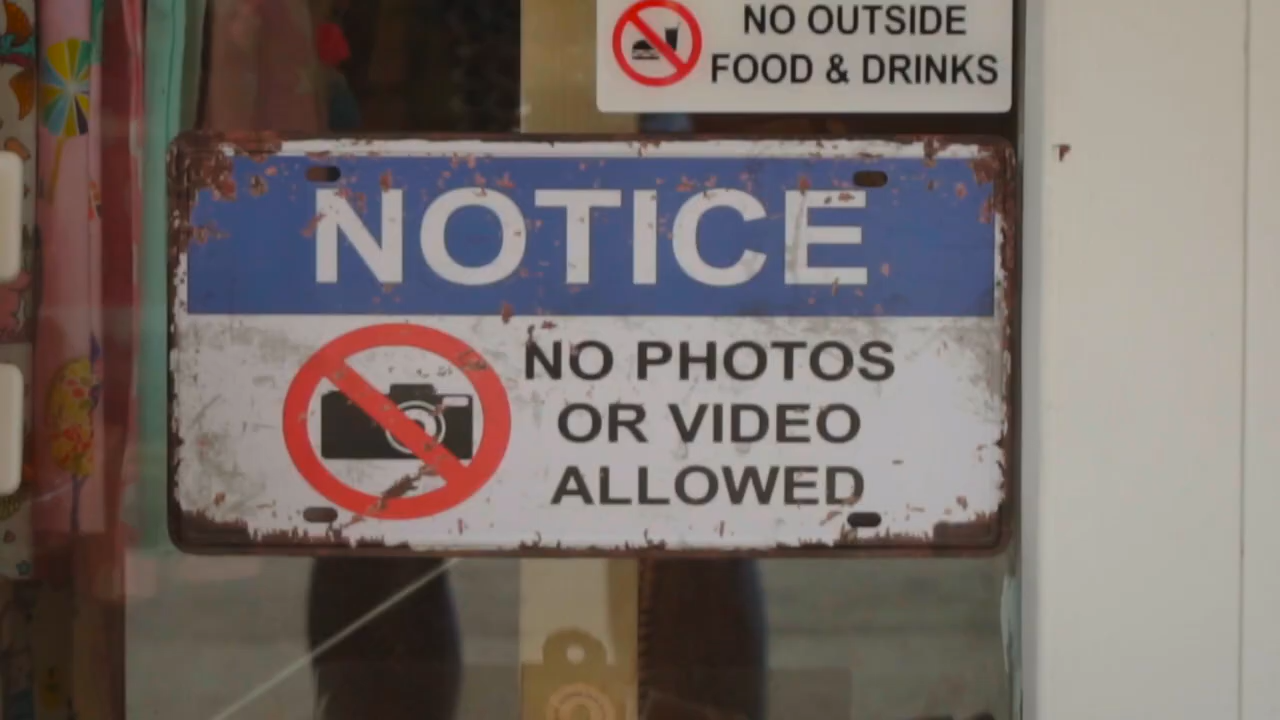 NO OUTSIDE
FOOD & DRINKS
NOTICE
NO PHOTOS
OR VIDEO
ALLOWED